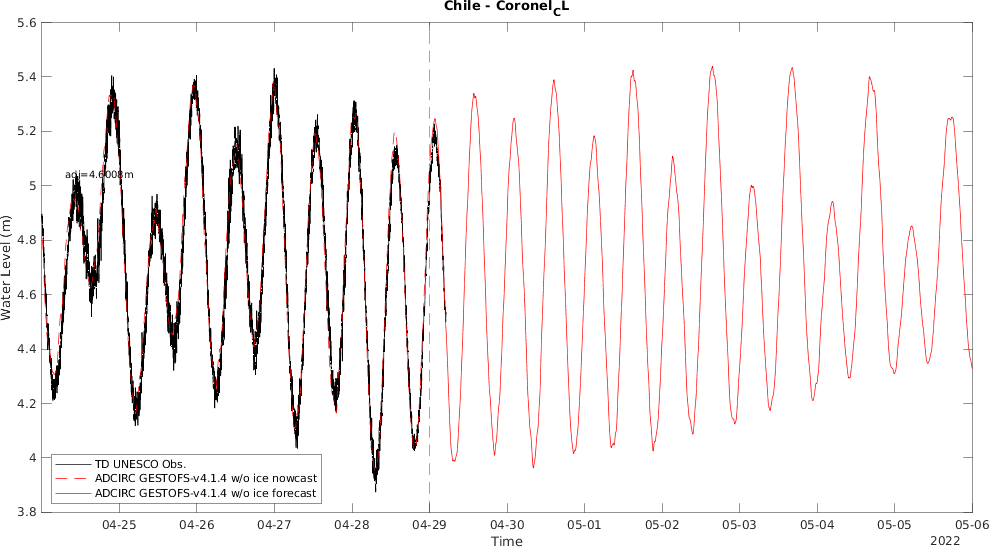 Chile - Coronel_CL
5.6
5.4
5.2
5
4.8
4.6
4.4
4.2
4
3.8
Water Level (m)
adj=4.6008m
TD UNESCO Obs.
ADCIRC GESTOFS-v4.1.4 w/o ice nowcast
ADCIRC GESTOFS-v4.1.4 w/o ice forecast
04-25 04-26 04-27 04-28 04-29 04-30 05-01 05-02 05-03 05-04 05-05 05-06
Time
2022